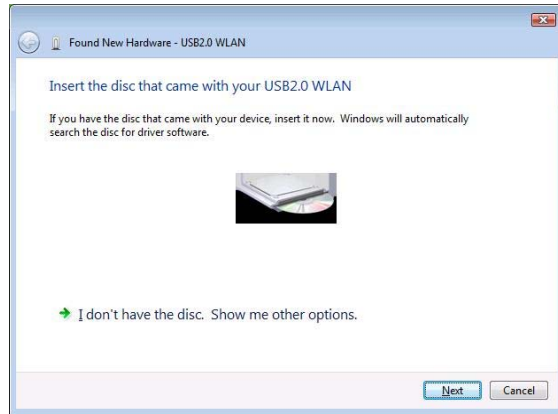 Found New Hardware - USB2.0 WLAN
Insert the disc that came with your USB2.0 WLAN
If you have the disc that came with your device, insert it now. Windows will automatically
search the disc for driver software.
I don't have the disc. Show me other options.
Next Cancel